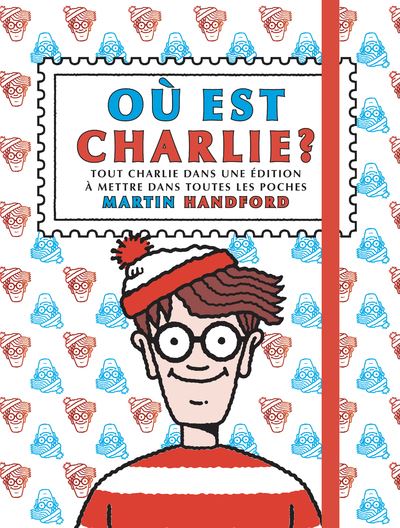 OÙ EST
CHARLIE?
TOUT CHARLIE DANS UNE ÉDITION
À METTRE DANS TOUTES LES POCHES
MARTIN HANDFORD